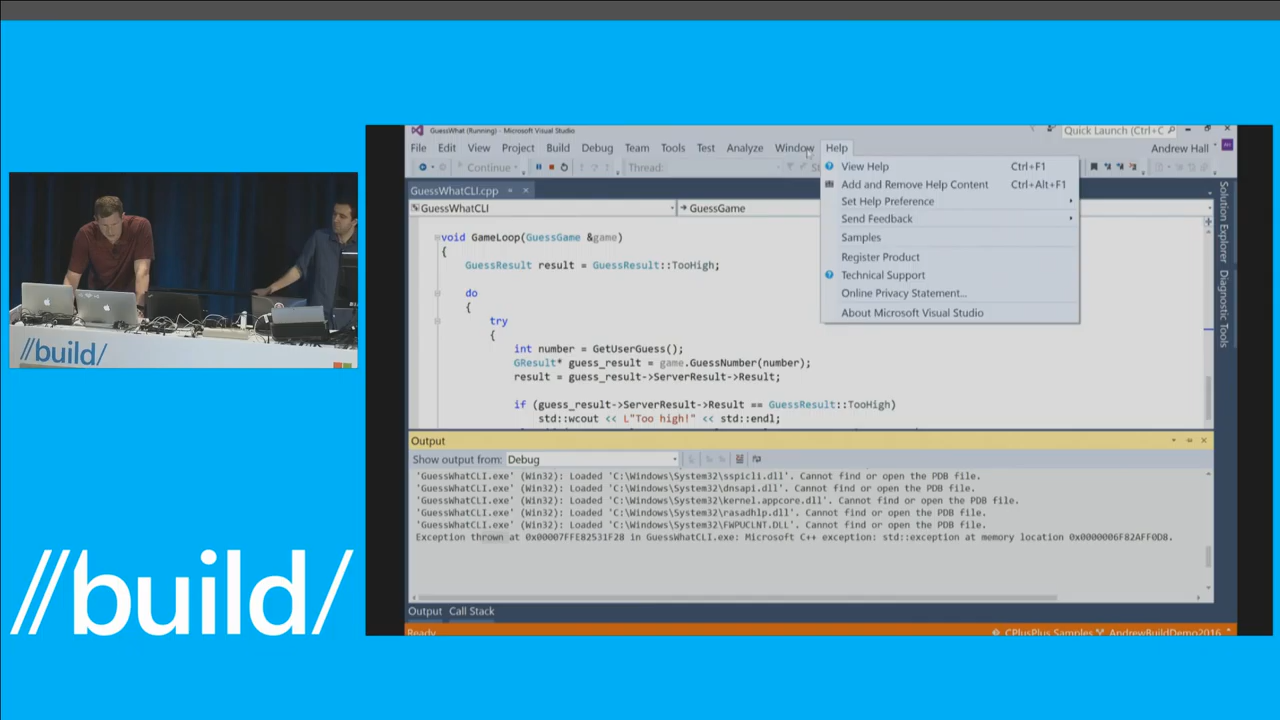 GuessWhat (Running) - Microsoft Visual Studio
Quick Launch (Ctrl+Q
File Edit View Project Build Debug Team Tools Test Analyze Window Help
Andrew Hall
Continue
Thread:
View Help Ctrl+F1
Add and Remove Help Content Ctrl+Alt+F1
Set Help Preference
Send Feedback
Samples
Register Product
Technical Support
Online Privacy Statement...
About Microsoft Visual Studio
GuessWhatCLI.cpp
GuessWhatCLI
GuessGame
Solution Explorer
Diagnostic Tools
void GameLoop(GuessGame &game)
{
GuessResult result = GuessResult::TooHigh;
do
{
try
{
int number = GetUserGuess();
GResult* guess_result = game.GuessNumber(number);
result = guess_result->ServerResult->Result;
if (guess_result->ServerResult->Result == GuessResult::TooHigh)
std::wcout << L"Too high!" << std::endl;
Output
Show output from: Debug
'GuessWhatCLI.exe' (Win32): Loaded 'C:\Windows\System32\sspicli.dll'. Cannot find or open the PDB file.
'GuessWhatCLI.exe' (Win32): Loaded 'C:\Windows\System32\dnsapi.dll'. Cannot find or open the PDB file.
'GuessWhatCLI.exe' (Win32): Loaded 'C:\Windows\System32\kernel.appcore.dll'. Cannot find or open the PDB file.
'GuessWhatCLI.exe' (Win32): Loaded 'C:\Windows\System32\rasadhlp.dll'. Cannot find or open the PDB file.
'GuessWhatCLI.exe' (Win32): Loaded 'C:\Windows\System32\FWPUCLNT.DLL'. Cannot find or open the PDB file.
Exception thrown at 0x00007FFE82531F28 in GuessWhatCLI.exe: Microsoft C++ exception: std::exception at memory location 0x0000006F82AFF0D8.
Output Call Stack
Ready
CPlusPlus Samples
AndrewBuildDemo2016
//build/
//build/